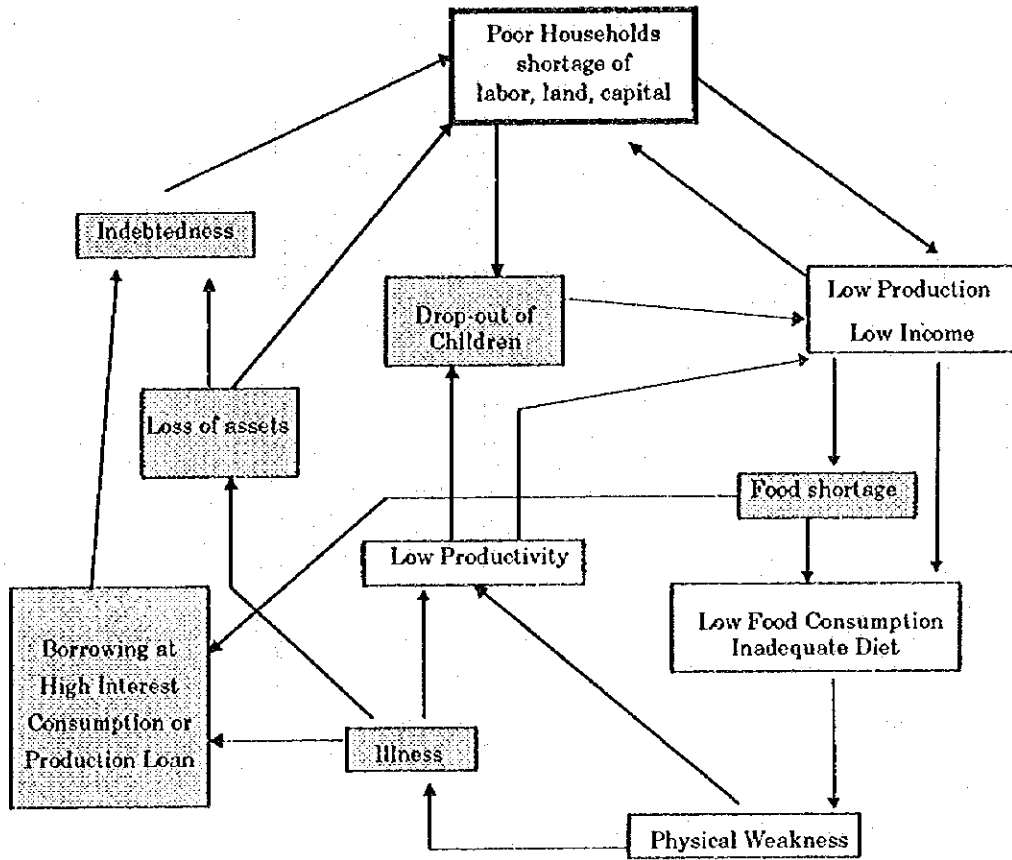 Poor Households
shortage of
labor, land, capital
Indebtedness
Drop-out of
Children
Low Production
Low Income
Loss of assets
Food shortage
Low Productivity
Low Food Consumption
Inadequate Diet
Borrowing at
High Interest
Consumption or
Production Loan
Illness
Physical Weakness